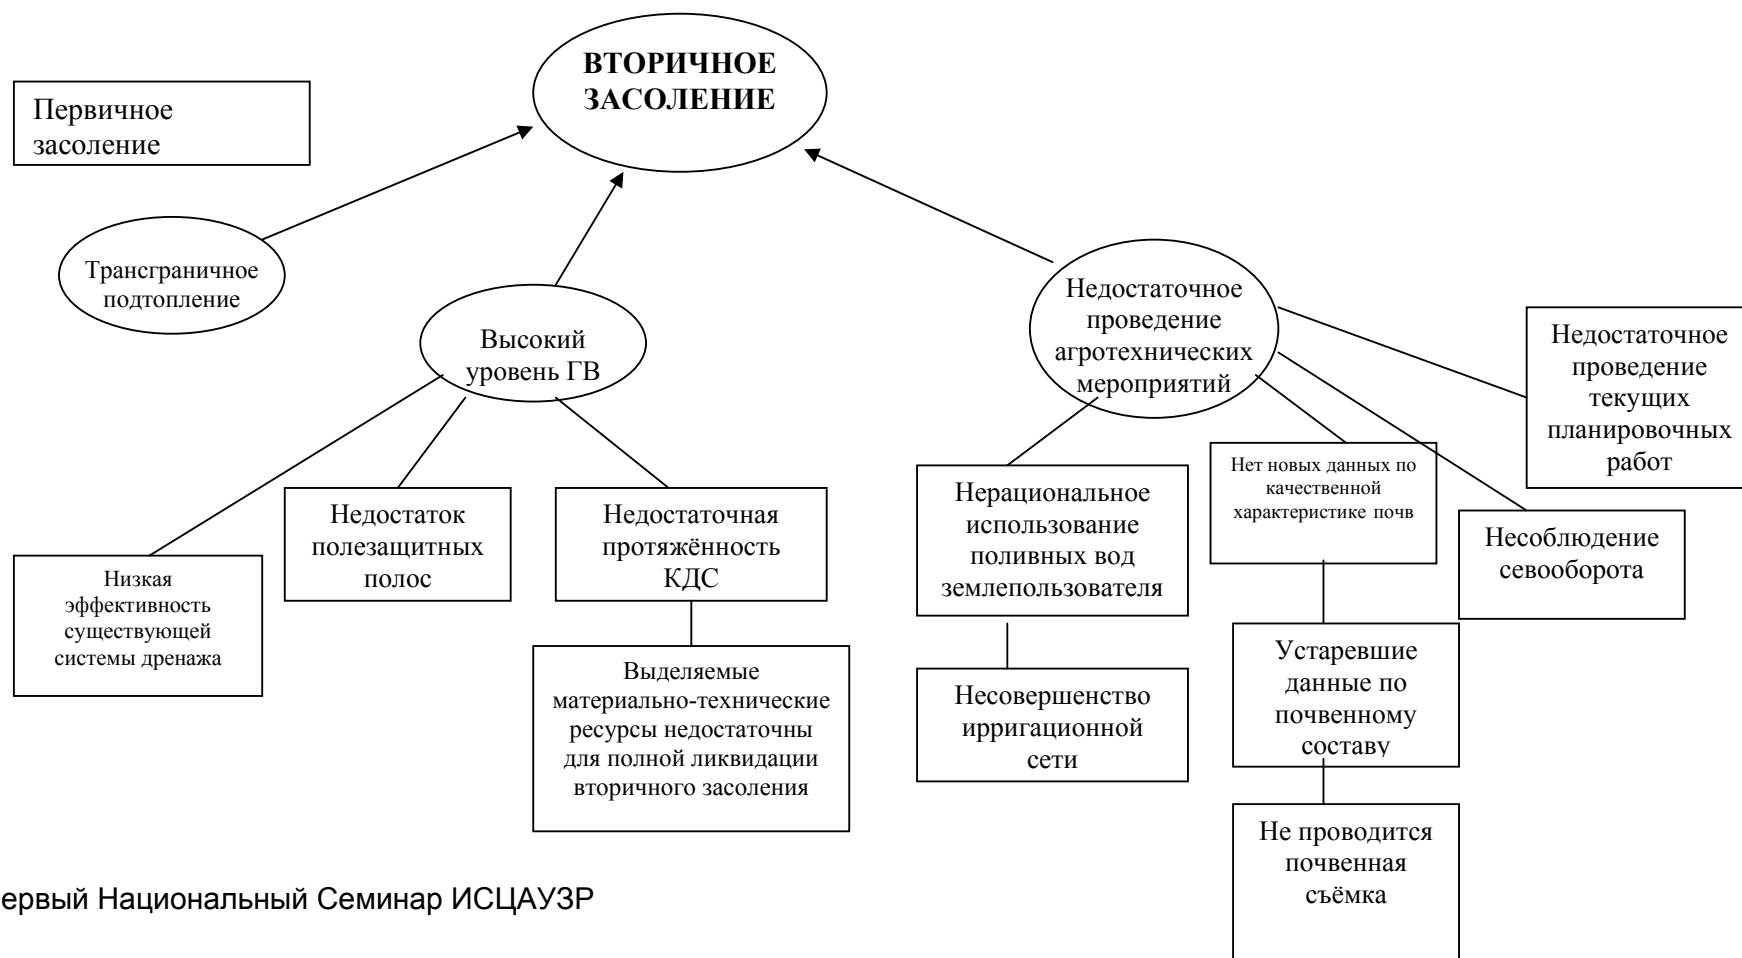 ВТОРИЧНОЕ
ЗАСОЛЕНИЕ
Первичное
засоление
Трансграничное
подтопление
Высокий
уровень ГВ
Недостаточное
проведение
агротехнических
мероприятий
Недостаточное
проведение
текущих
планировочных
работ
Низкая
эффективность
существующей
системы дренажа
Недостаток
полезащитных
полос
Недостаточная
протяжённость
КДС
Нерациональное
использование
поливных вод
землепользователя
Нет новых данных по
качественной
характеристике почв
Несоблюдение
севооборота
Выделяемые
материально-технические
ресурсы недостаточны
для полной ликвидации
вторичного засоления
Несовершенство
ирригационной
сети
Устаревшие
данные по
почвенному
составу
Не проводится
почвенная
съёмка
ервый Национальный Семинар ИСЦАУЗР